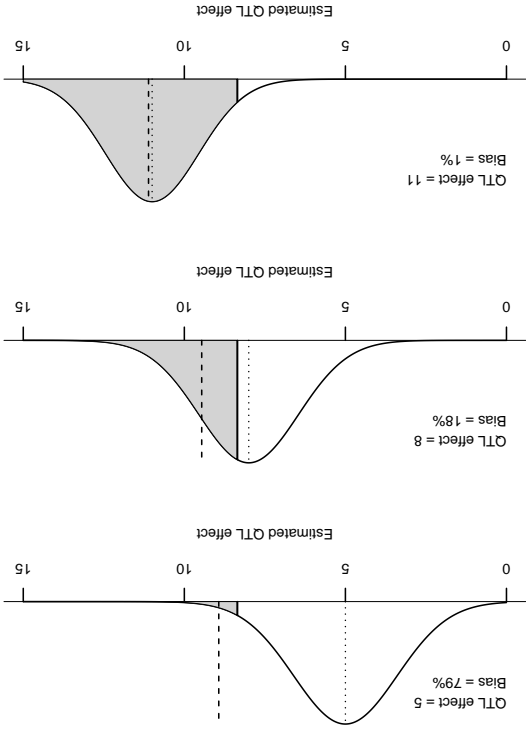 QTL effect = 5
Bias = 79%
0 5 10 15
Estimated QTL effect
QTL effect = 8
Bias = 18%
0 5 10 15
Estimated QTL effect
QTL effect = 11
Bias = 1%
0 5 10 15
Estimated QTL effect